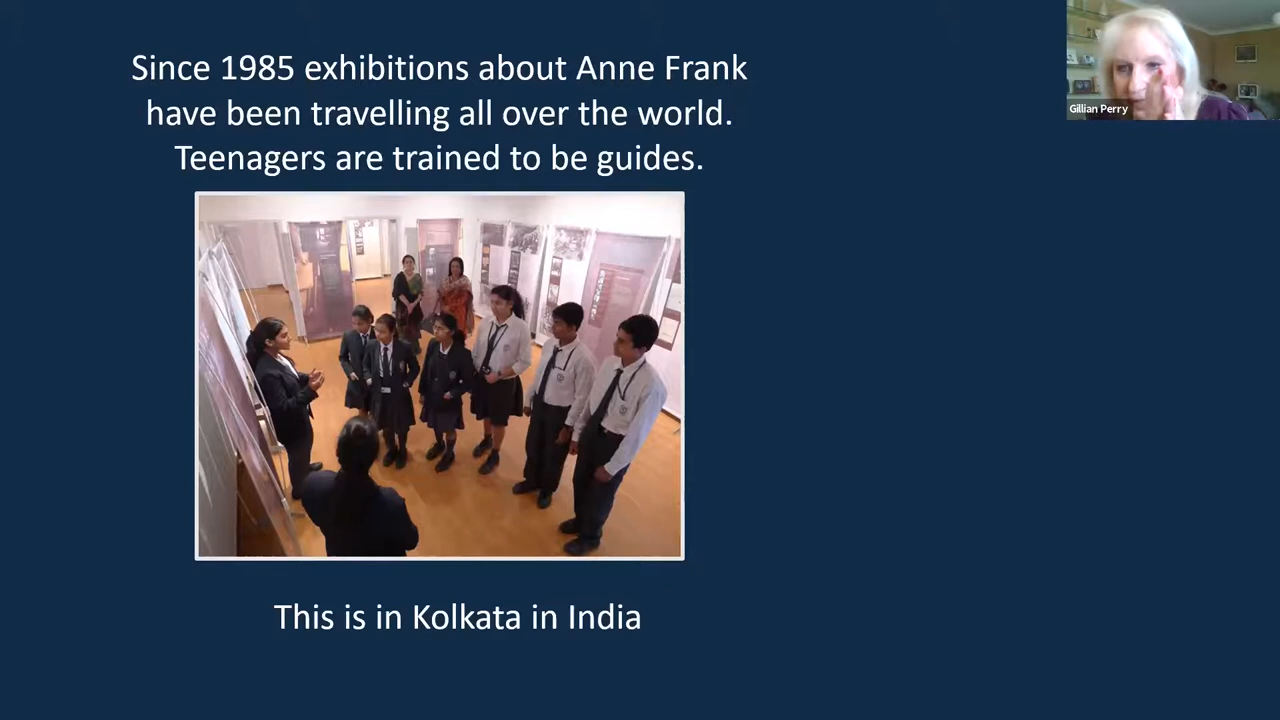 Since 1985 exhibitions about Anne Frank
have been travelling all over the world.
Teenagers are trained to be guides.
Gillian Perry
This is in Kolkata in India